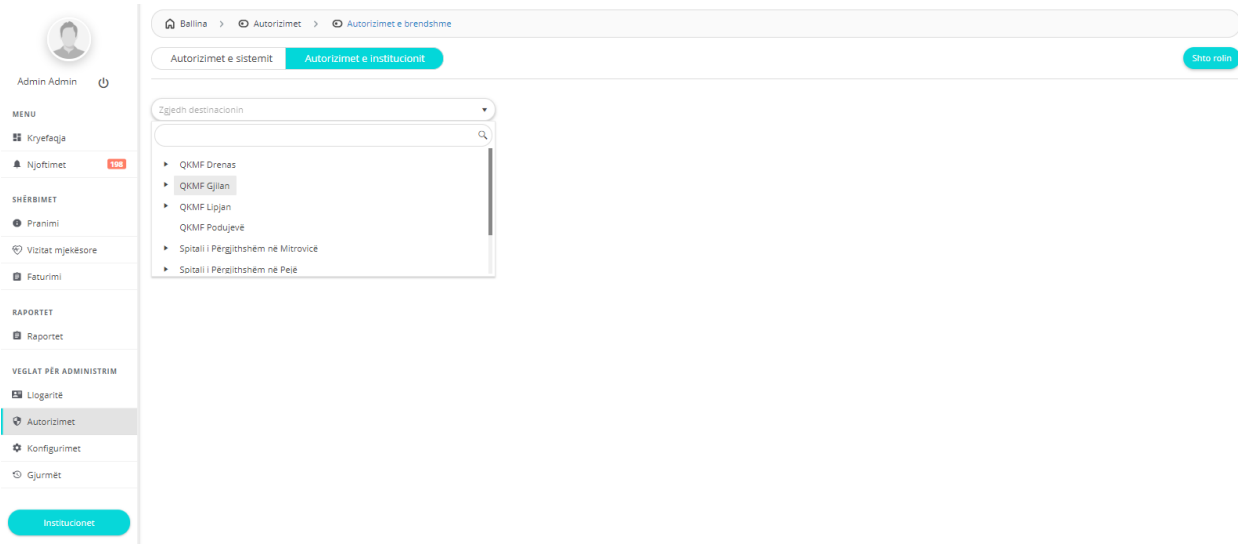 Ballina > Autorizimet > Autorizimet e brendshme
Autorizimet e sistemit Autorizimet e institucionit Shto rolin
Admin Admin
MENU
Kryefaqja
Njoftimet 198
SHËRBIMET
Pranimi
Vizitat mjekësore
Faturimi
RAPORTET
Raportet
VEGLAT PËR ADMINISTRIM
Llogaritë
Autorizimet
Konfigurimet
Gjurmët
Institucionet
Zgjedh destinacionin
QKMF Drenas
QKMF Gjilan
QKMF Lipjan
QKMF Podujevë
Spitali i Përgjithshëm në Mitrovicë
Spitali i Përgjithshëm në Pejë